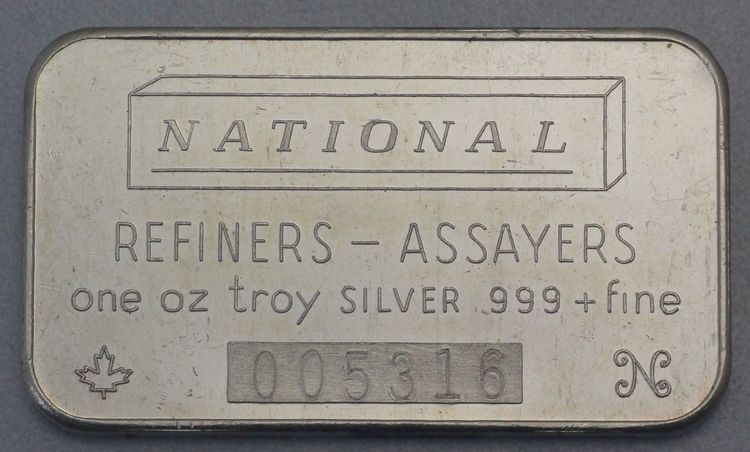 NATIONAL
REFINERS – ASSAYERS
one oz troy SILVER 999+fine
005316 N